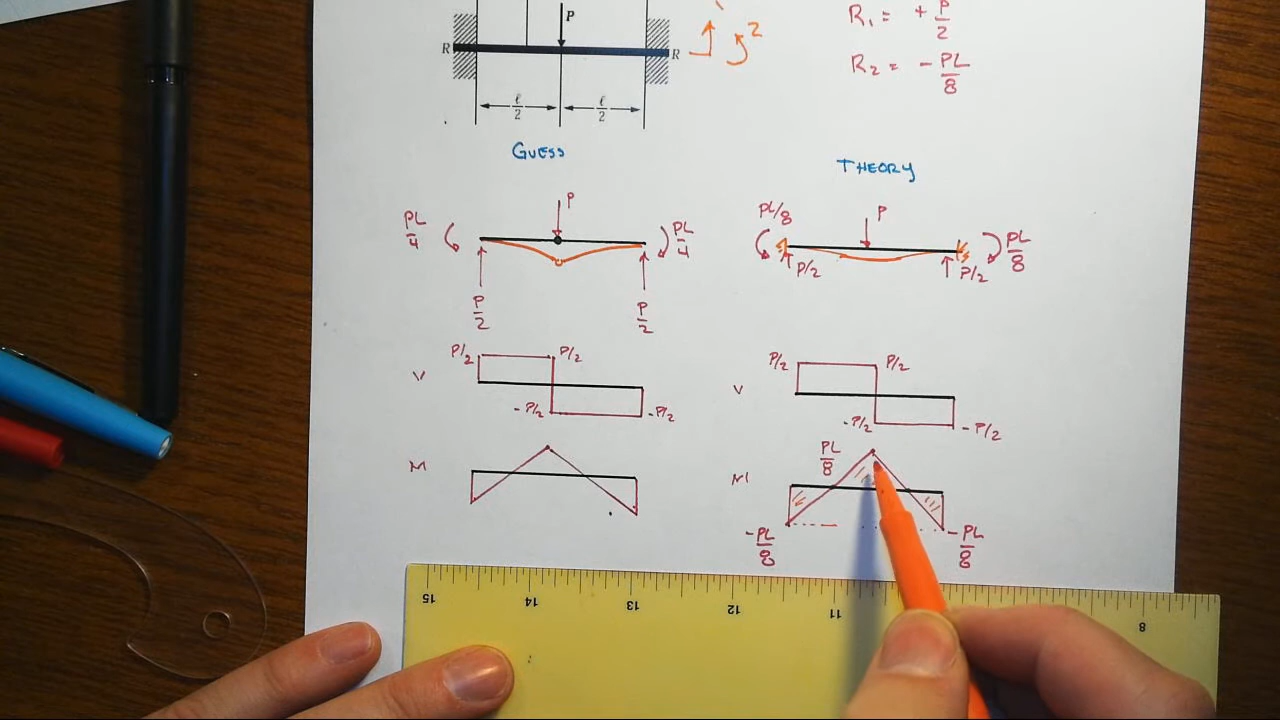 P
R
R
2
R₁ = + P/2
R₂ = - PL/8
ℓ/2
ℓ/2
GUESS
THEORY
PL/4
P
PL/4
P/2
P/2
PL/8
P
PL/8
P/2
P/2
V
P/2
P/2
-P/2
-P/2
V
P/2
P/2
-P/2
-P/2
M
M
PL/8
-PL/8
-PL/8
15
14
13
12
11
8